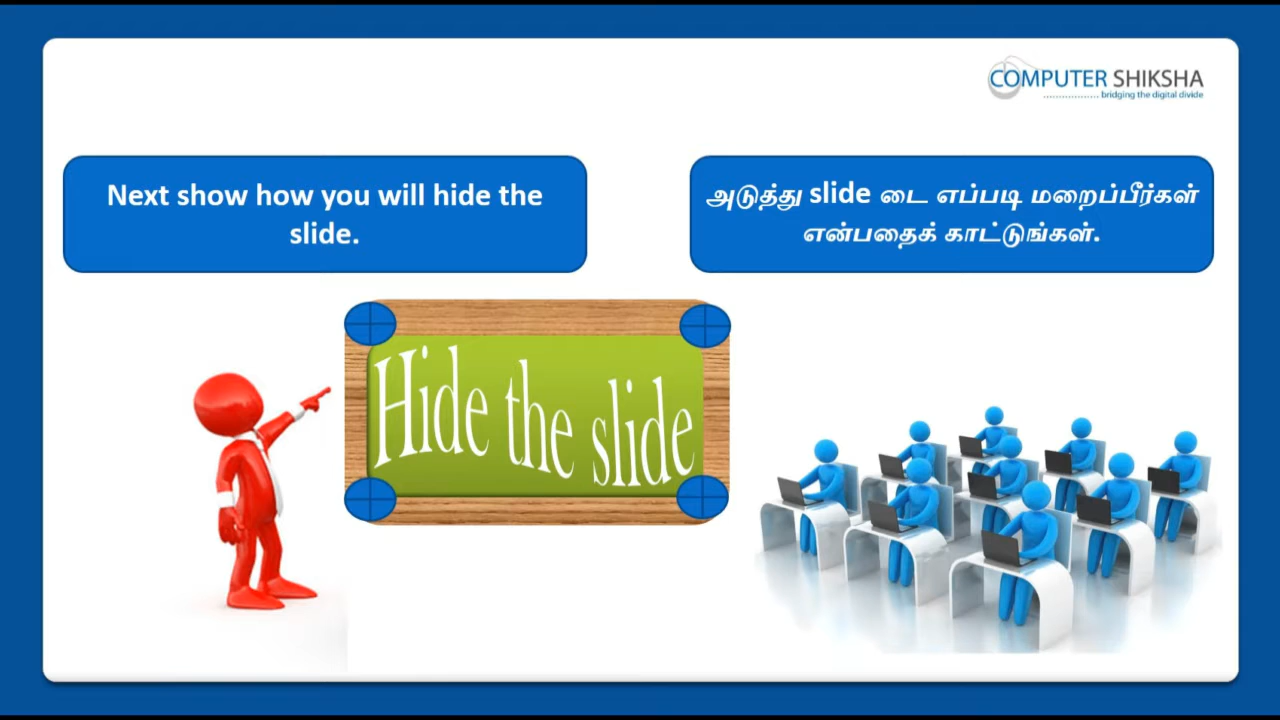 COMPUTER SHIKSHA
bridging the digital divide
Next show how you will hide the
slide.
அடுத்து slide டை எப்படி மறைப்பீர்கள்
என்பதைக் காட்டுங்கள்.
Hide the slide